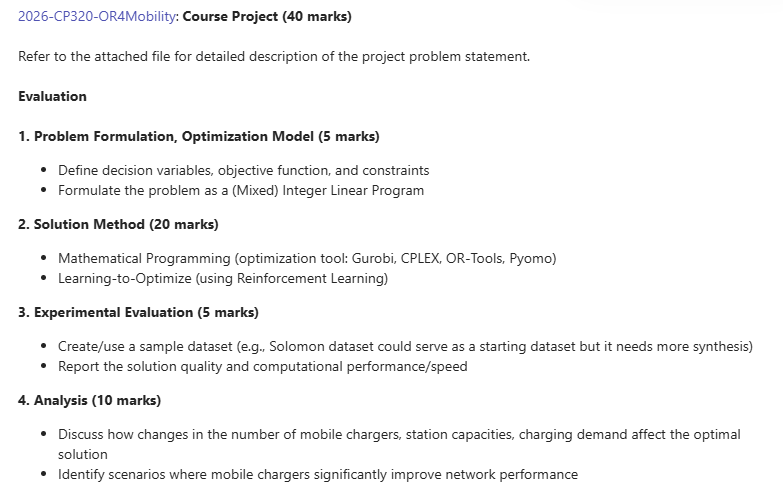 2026-CP320-OR4Mobility: Course Project (40 marks)
Refer to the attached file for detailed description of the project problem statement.
Evaluation
1. Problem Formulation, Optimization Model (5 marks)
• Define decision variables, objective function, and constraints
• Formulate the problem as a (Mixed) Integer Linear Program
2. Solution Method (20 marks)
• Mathematical Programming (optimization tool: Gurobi, CPLEX, OR-Tools, Pyomo)
• Learning-to-Optimize (using Reinforcement Learning)
3. Experimental Evaluation (5 marks)
• Create/use a sample dataset (e.g., Solomon dataset could serve as a starting dataset but it needs more synthesis)
• Report the solution quality and computational performance/speed
4. Analysis (10 marks)
• Discuss how changes in the number of mobile chargers, station capacities, charging demand affect the optimal
solution
• Identify scenarios where mobile chargers significantly improve network performance